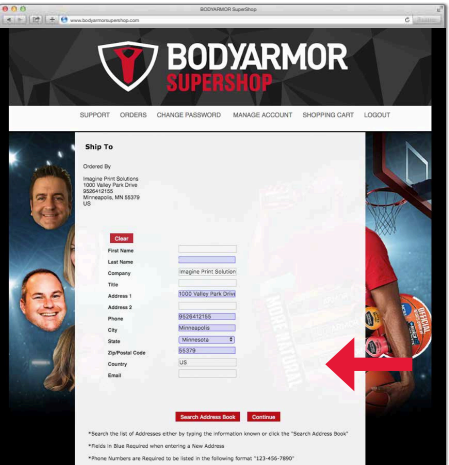 BODYARMOR SuperShop
www.bodyarmorsupershop.com
BODYARMOR
SUPERSHOP
SUPPORT ORDERS CHANGE PASSWORD MANAGE ACCOUNT SHOPPING CART LOGOUT
Ship To
Ordered By
Imagine Print Solutions
1000 Valley Park Drive
9526412155
Minneapolis, MN 55379
US
Clear
First Name
Last Name
Company Imagine Print Solution
Title
Address 1 1000 Valley Park Drive
Address 2
Phone 9526412155
City Minneapolis
State Minnesota
Zip/Postal Code 55379
Country US
Email
Search Address Book Continue
*Search the list of Addresses either by typing the information known or click the "Search Address Book"
*Fields in Blue Required when entering a New Address
*Phone Numbers are Required to be listed in the following format "123-456-7890"